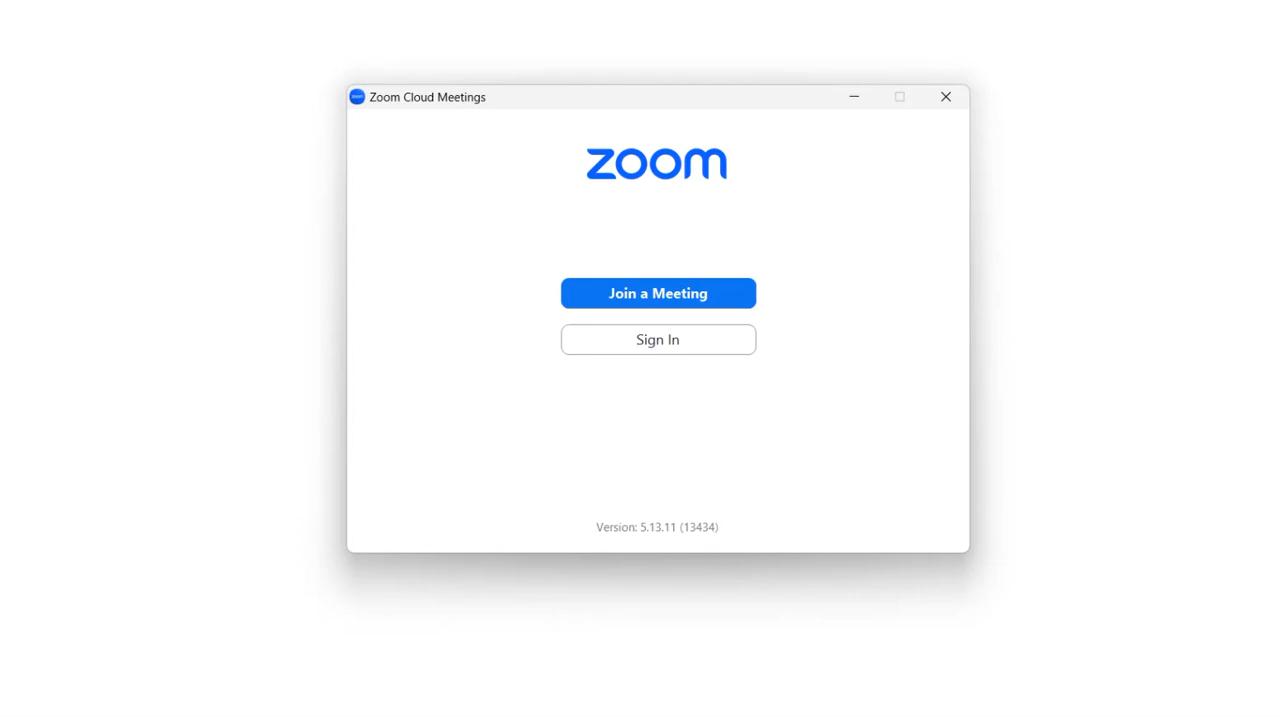 Zoom Cloud Meetings
zoom
Join a Meeting
Sign In
Version: 5.13.11 (13434)